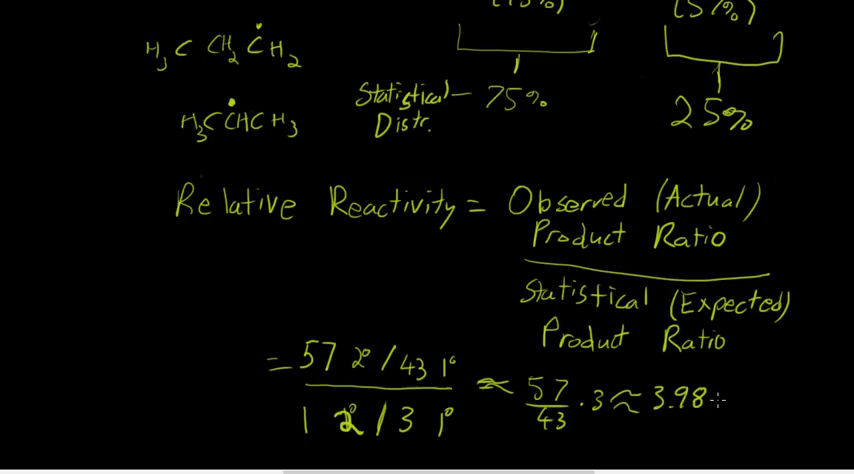 (57%)
H₃C CH₂ ĊH₂
Statistical — 75%
Distr.
25%
H₃CĊHCH₃
Relative Reactivity = Observed (Actual)
Product Ratio
Statistical (Expected)
Product Ratio
= 57 2° / 43 1°
1 2° / 3 1°
≈ 57
43
· 3 ≈ 3.98